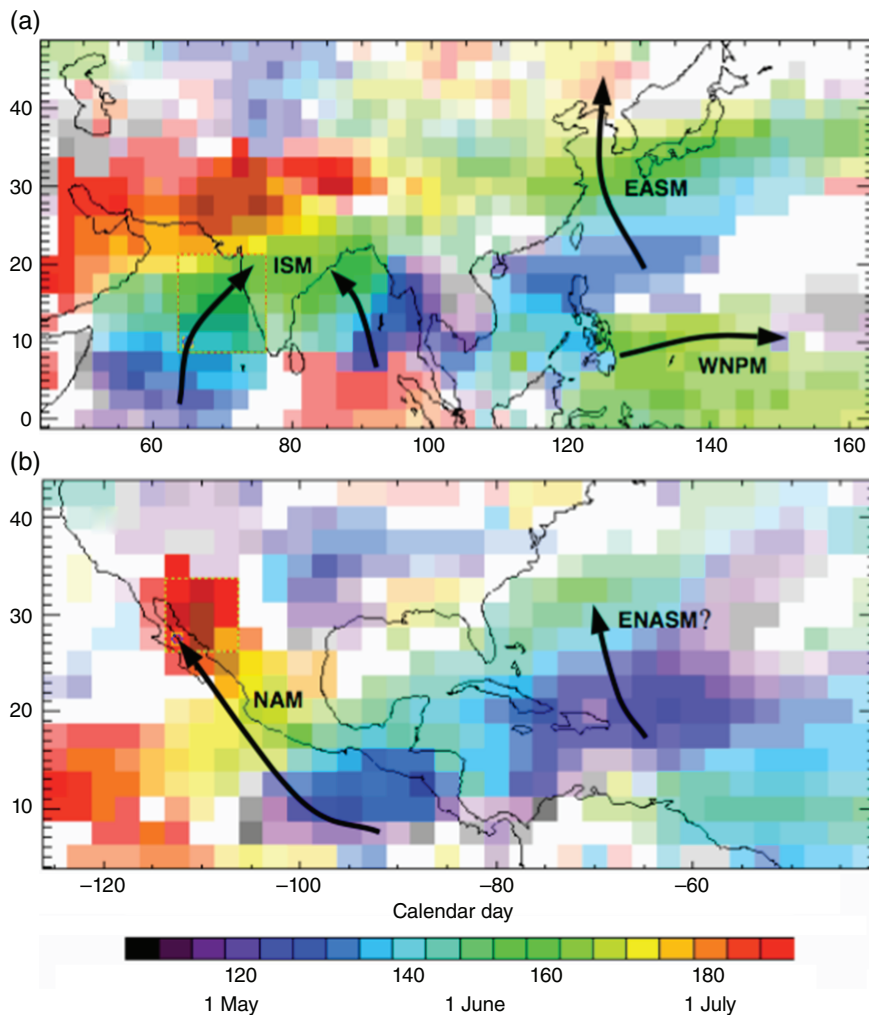 (a)
40
30
20
10
0
EASM
ISM
WNPM
60 80 100 120 140 160
(b)
40
30
20
10
ENASM?
NAM
−120 −100 −80 −60
Calendar day
120 140 160 180
1 May 1 June 1 July